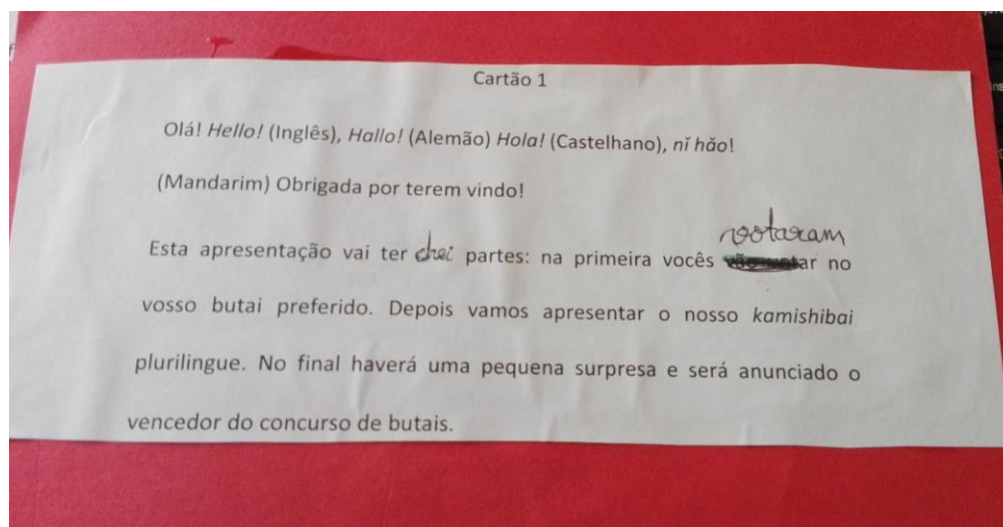 Cartão 1
Olá! Hello! (Inglês), Hallo! (Alemão) Hola! (Castelhano), nǐ hǎo!
(Mandarim) Obrigada por terem vindo!
votaram
Esta apresentação vai ter partes: na primeira vocês ar no
vosso butai preferido. Depois vamos apresentar o nosso kamishibai
plurilingue. No final haverá uma pequena surpresa e será anunciado o
vencedor do concurso de butais.